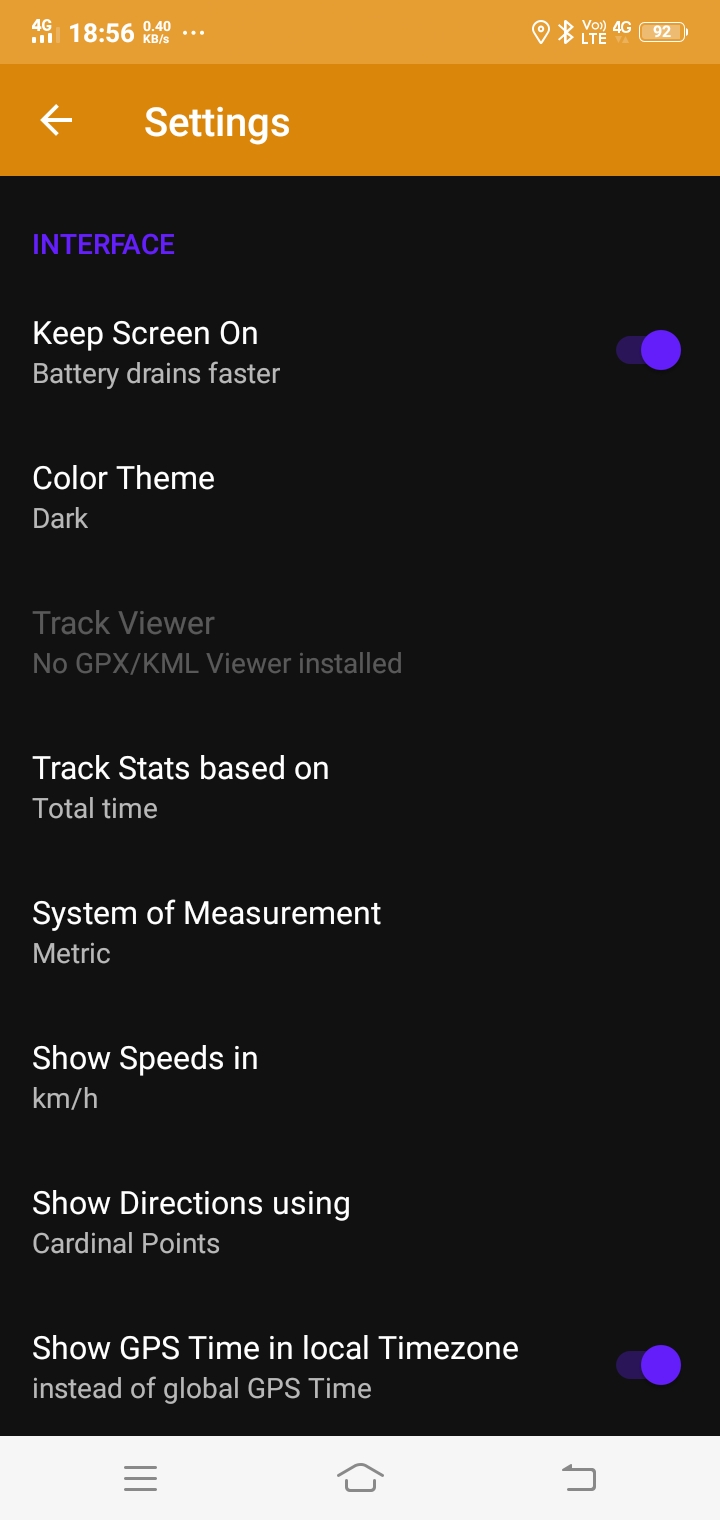 4G 18:56 0.40 KB/s ... Vo)) LTE 4G 92
Settings
INTERFACE
Keep Screen On
Battery drains faster
Color Theme
Dark
Track Viewer
No GPX/KML Viewer installed
Track Stats based on
Total time
System of Measurement
Metric
Show Speeds in
km/h
Show Directions using
Cardinal Points
Show GPS Time in local Timezone
instead of global GPS Time